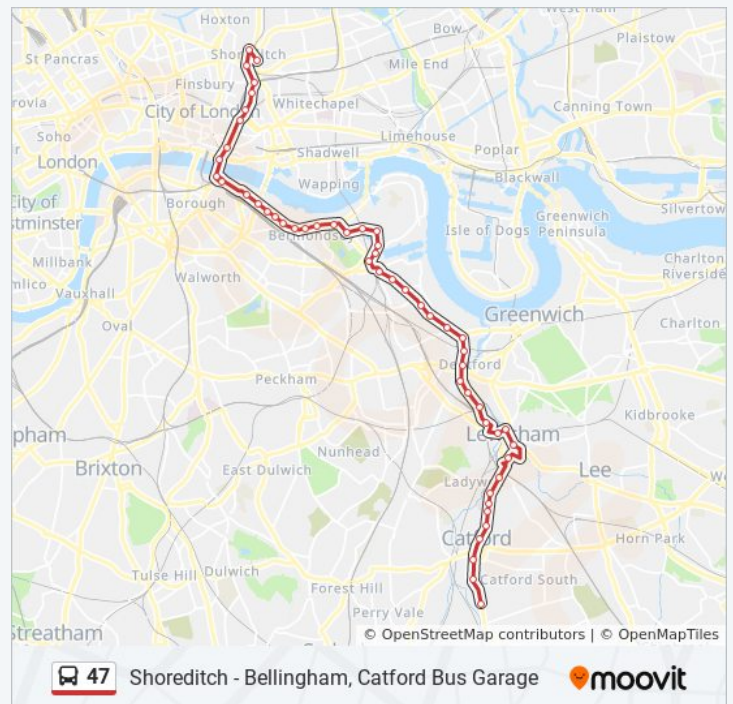 Hoxton
West Ham
Bow
St Pancras
Shoreditch
Plaistow
Finsbury
Mile End
rovia
City of London
Whitechapel
Canning Town
Soho
Limehouse
Poplar
London
Shadwell
Blackwall
City of
Wapping
Silvertow
stminster
Borough
Greenwich
Peninsula
Isle of Dogs
Bermonds
Millbank
Walworth
Charlton
Riverside
mlico
Vauxhall
Greenwich
Oval
Charlton
Deptford
Peckham
Kidbrooke
pham
Lewisham
Nunhead
Brixton
East Dulwich
Lee
Ladyw
Catford
Horn Park
Tulse Hill
Dulwich
Catford South
Forest Hill
Perry Vale
Streatham
© OpenStreetMap contributors | © OpenMapTiles
47 Shoreditch - Bellingham, Catford Bus Garage moovit